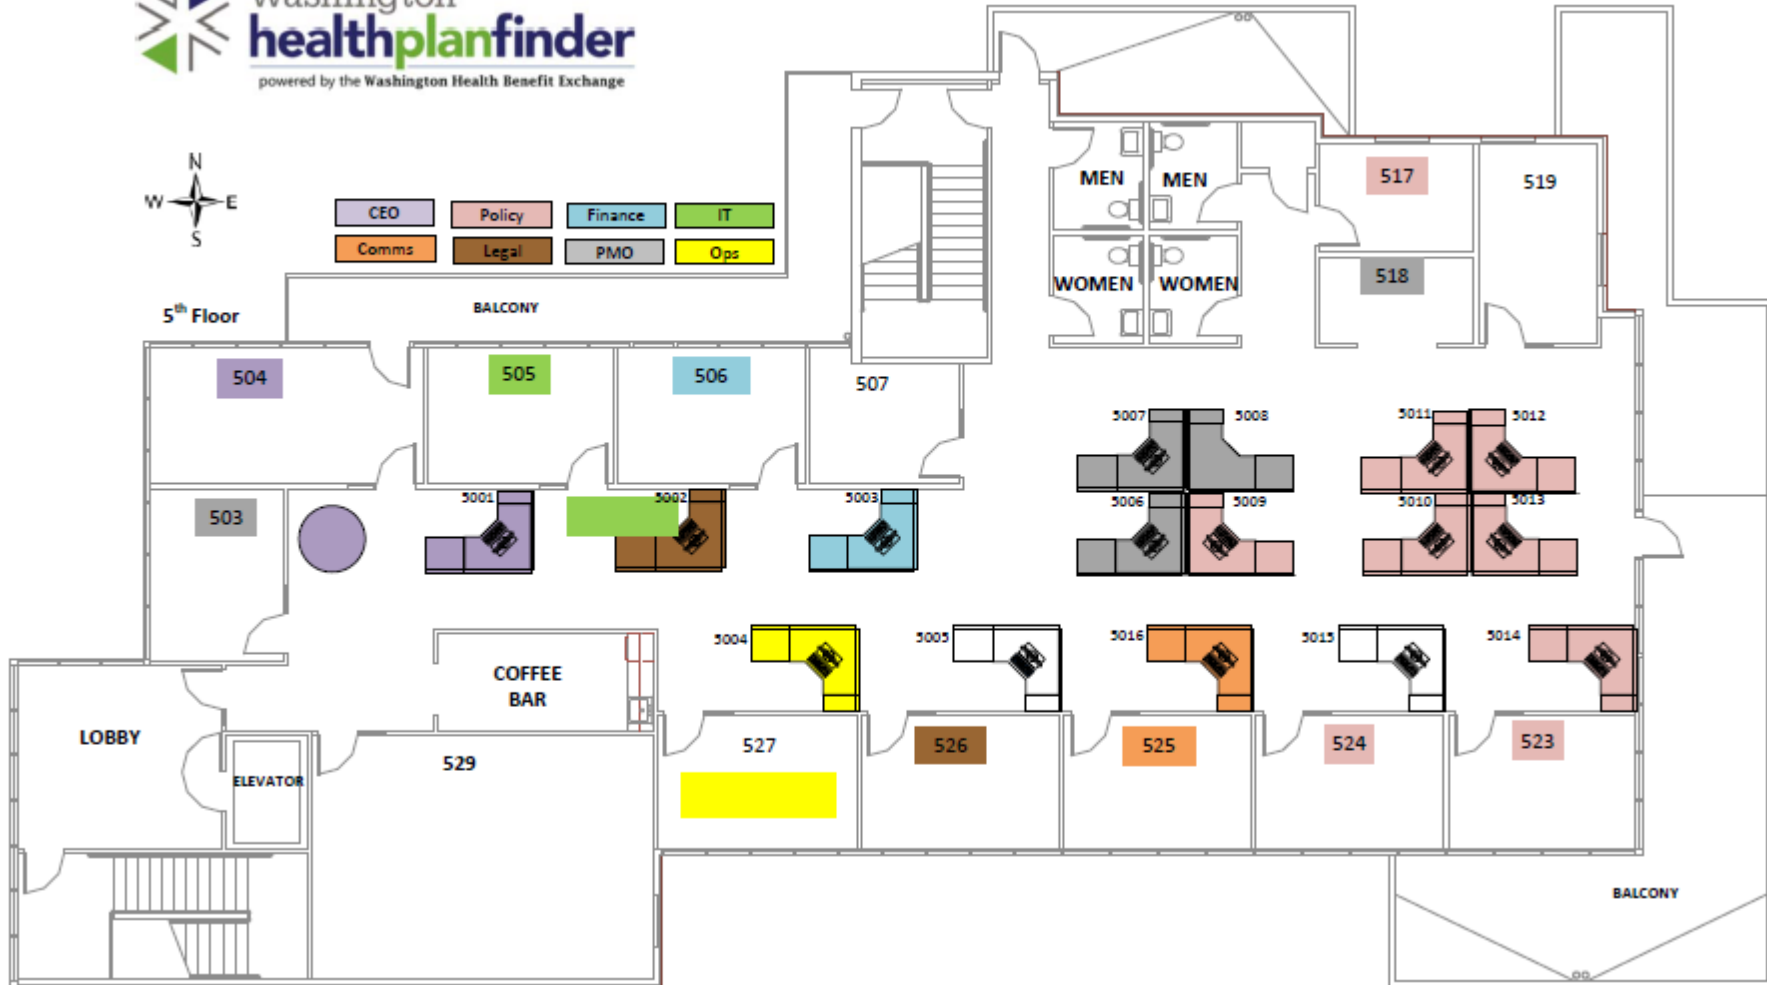 Washington
healthplanfinder
powered by the Washington Health Benefit Exchange
N
W E
S
CEO Policy Finance IT
Comms Legal PMO Ops
5th Floor
BALCONY
MEN MEN
WOMEN WOMEN
517
519
518
504
505
506
507
503
5001
5002
5003
5007
5008
5011
5012
5006
5009
5010
5013
5004
5005
5016
5015
5014
COFFEE
BAR
LOBBY
ELEVATOR
529
527
526
525
524
523
BALCONY